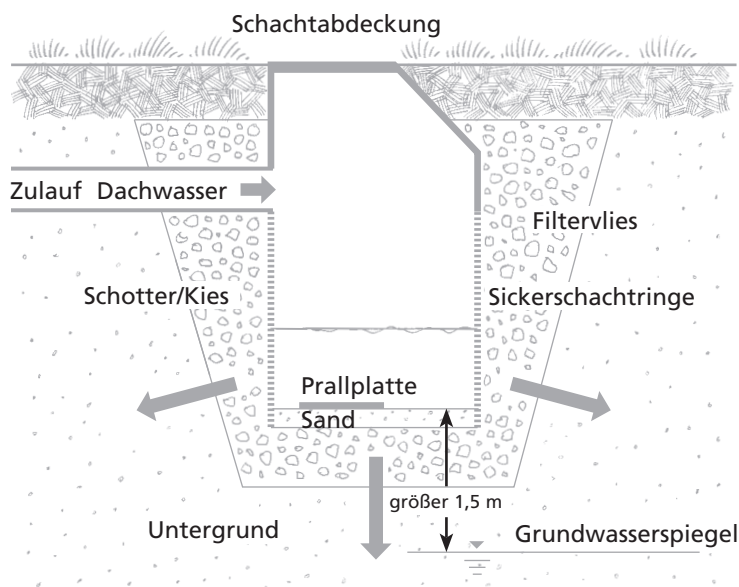 Schachtabdeckung
Zulauf Dachwasser
Filtervlies
Schotter/Kies
Sickerschachtringe
Prallplatte
Sand
größer 1,5 m
Untergrund
Grundwasserspiegel